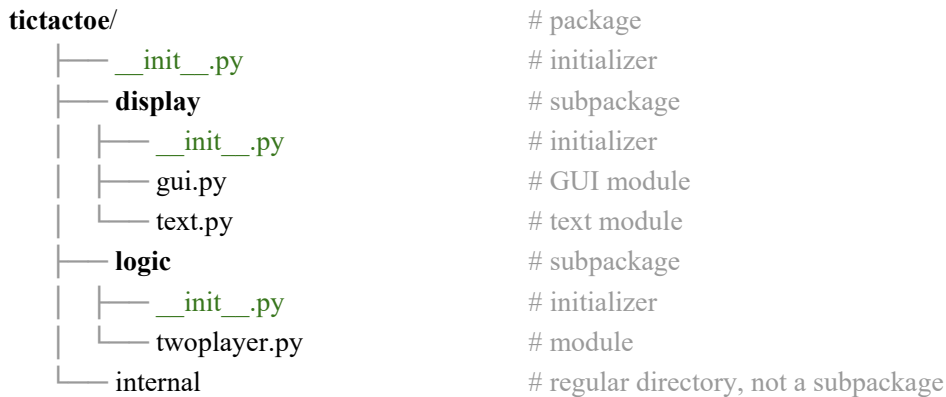 tictactoe/ # package
__init__.py # initializer
display # subpackage
__init__.py # initializer
gui.py # GUI module
text.py # text module
logic # subpackage
__init__.py # initializer
twoplayer.py # module
internal # regular directory, not a subpackage